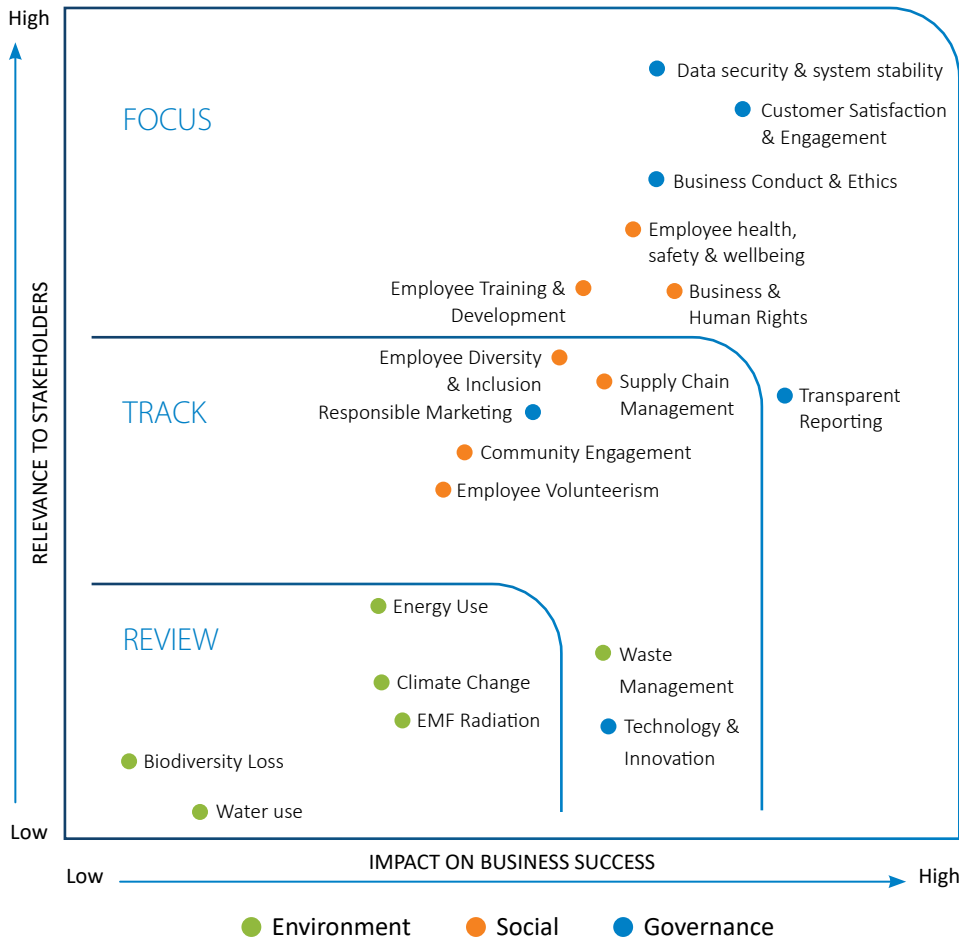 High
Data security & system stability
FOCUS
Customer Satisfaction
& Engagement
Business Conduct & Ethics
Employee health,
safety & wellbeing
Employee Training &
Development
Business &
Human Rights
RELEVANCE TO STAKEHOLDERS
Employee Diversity
& Inclusion
Supply Chain
Management
TRACK
Responsible Marketing
Transparent
Reporting
Community Engagement
Employee Volunteerism
Energy Use
REVIEW
Waste
Management
Climate Change
EMF Radiation
Technology &
Innovation
Biodiversity Loss
Water use
Low
IMPACT ON BUSINESS SUCCESS
Low
High
Environment
Social
Governance